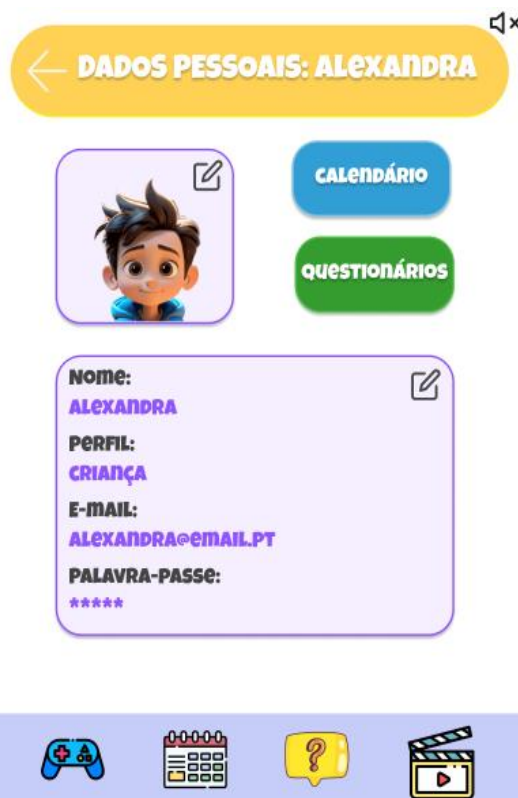 DADOS PESSOAIS: ALEXANDRA
CALENDÁRIO
QUESTIONÁRIOS
NOME:
ALEXANDRA
PERFIL:
CRIANÇA
E-MAIL:
ALEXANDRA@EMAIL.PT
PALAVRA-PASSE:
*****
?